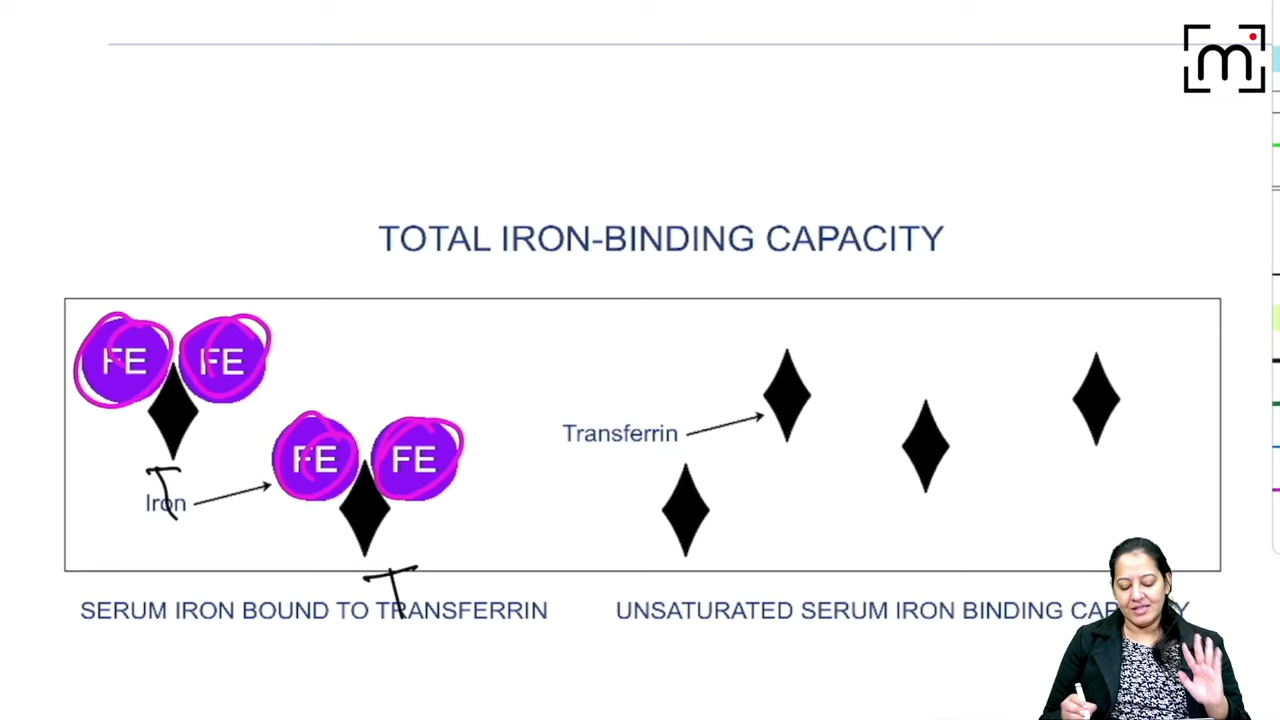 m
TOTAL IRON-BINDING CAPACITY
FE FE
FE FE
Transferrin
Iron
T
T
SERUM IRON BOUND TO TRANSFERRIN
UNSATURATED SERUM IRON BINDING